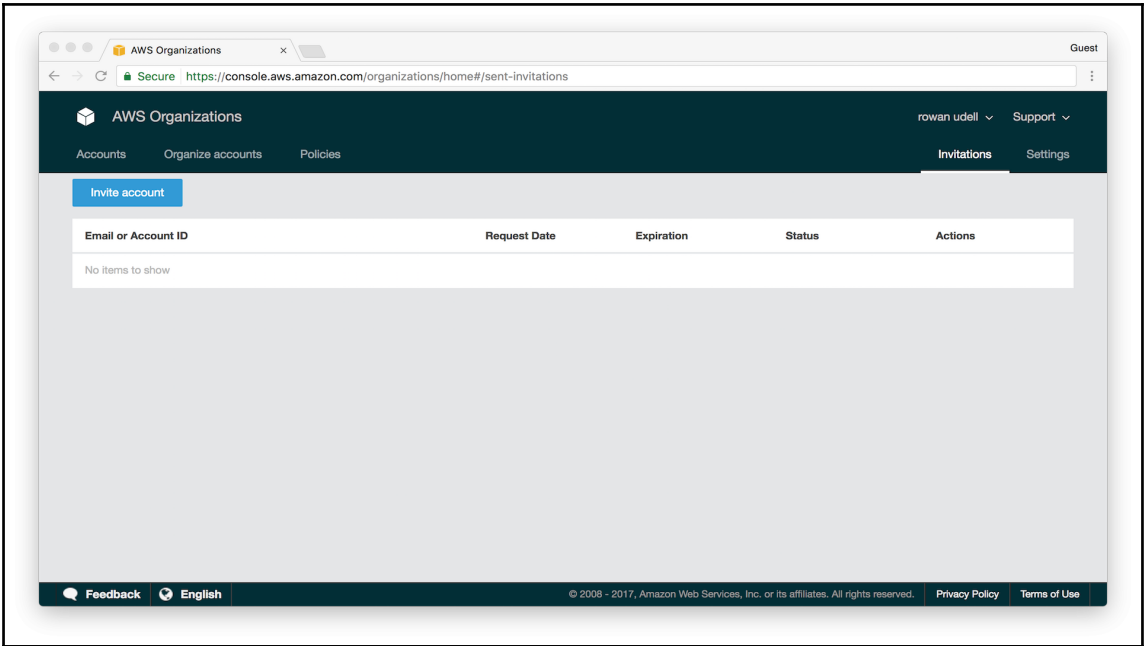 AWS Organizations ×
Guest
Secure https://console.aws.amazon.com/organizations/home#/sent-invitations
AWS Organizations
rowan udell Support
Accounts Organize accounts Policies Invitations Settings
Invite account
Email or Account ID Request Date Expiration Status Actions
No items to show
Feedback English © 2008 - 2017, Amazon Web Services, Inc. or its affiliates. All rights reserved. Privacy Policy Terms of Use